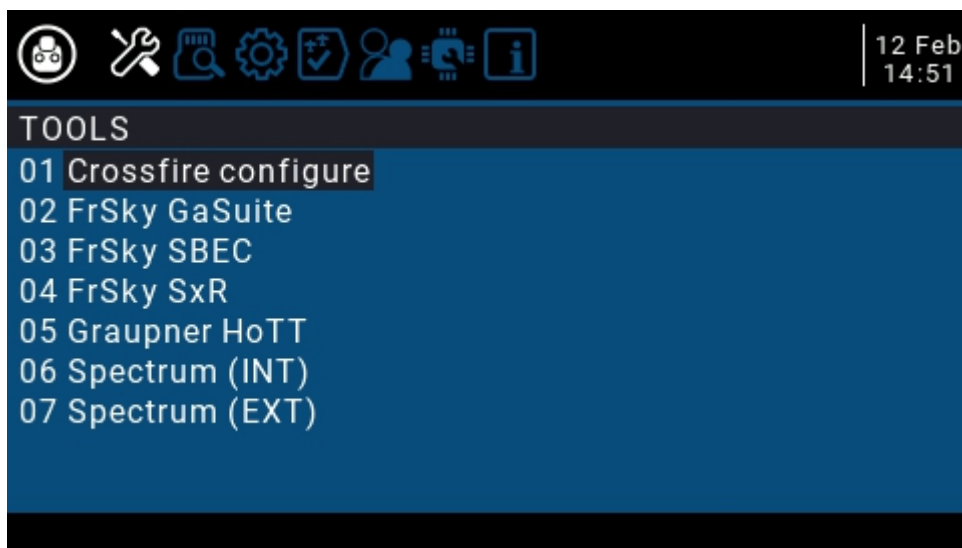 12 Feb
14:51
TOOLS
01 Crossfire configure
02 FrSky GaSuite
03 FrSky SBEC
04 FrSky SxR
05 Graupner HoTT
06 Spectrum (INT)
07 Spectrum (EXT)